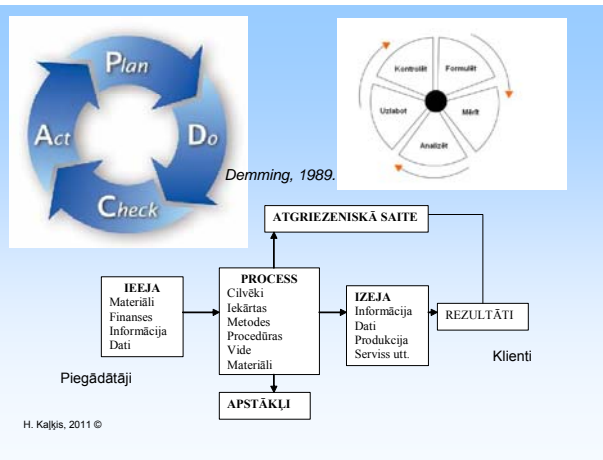 Plan
Do
Check
Act
Kontrolēt
Formulēt
Mērīt
Analizēt
Uzlabot
Demming, 1989.
ATGRIEZENISKĀ SAITE
IEEJA
Materiāli
Finanses
Informācija
Dati
PROCESS
Cilvēki
Iekārtas
Metodes
Procedūras
Vide
Materiāli
IZEJA
Informācija
Dati
Produkcija
Serviss utt.
REZULTĀTI
Klienti
Piegādātāji
APSTĀKĻI
H. Kaļķis, 2011 ©